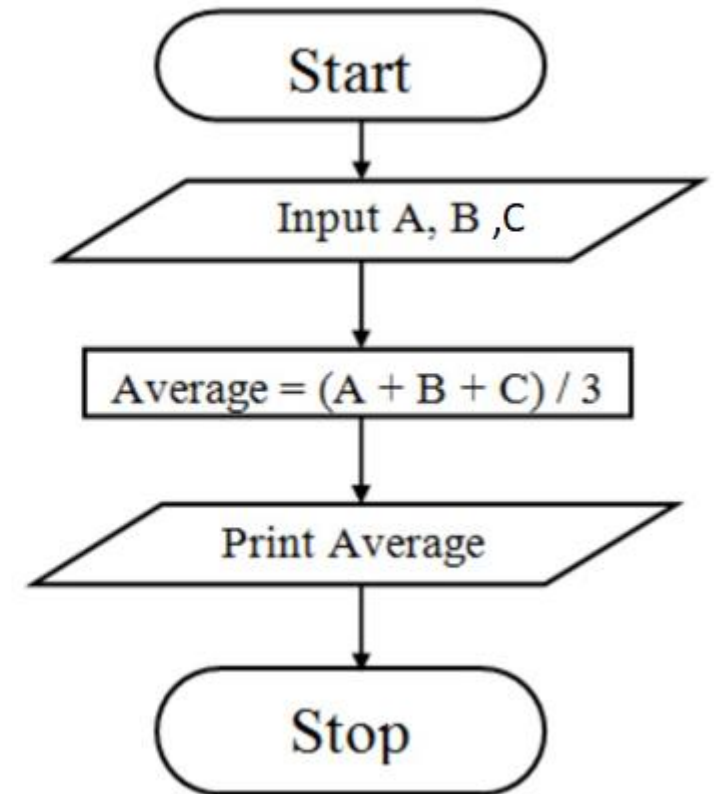 Start
Input A, B ,C
Average = (A + B + C) / 3
Print Average
Stop